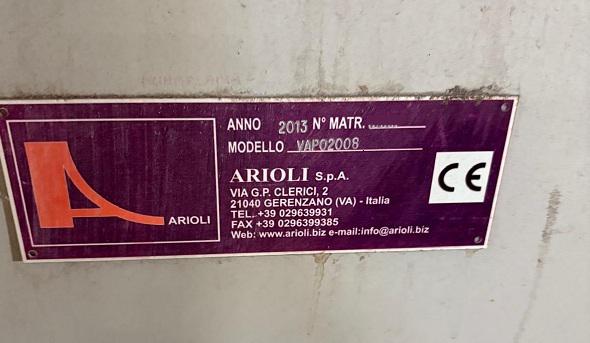 ANNO 2013 N° MATR.
MODELLO VAPO2008
ARIOLI S.p.A.
VIA G.P. CLERICI, 2
21040 GERENZANO (VA) - Italia
TEL. +39 029639931
FAX +39 0296399385
Web: www.arioli.biz e-mail:info@arioli.biz
ARIOLI
CE